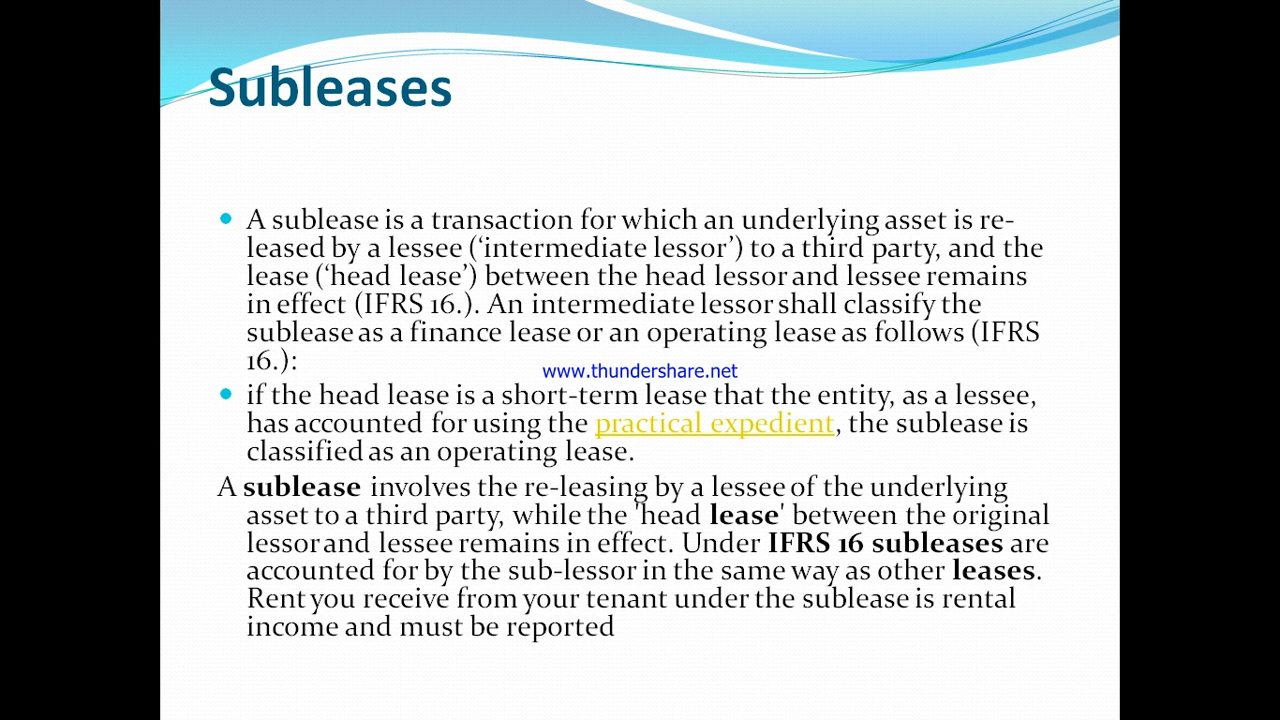 Subleases
A sublease is a transaction for which an underlying asset is re-
leased by a lessee (‘intermediate lessor’) to a third party, and the
lease (‘head lease’) between the head lessor and lessee remains
in effect (IFRS 16.). An intermediate lessor shall classify the
sublease as a finance lease or an operating lease as follows (IFRS
16.):
www.thundershare.net
if the head lease is a short-term lease that the entity, as a lessee,
has accounted for using the practical expedient, the sublease is
classified as an operating lease.
A sublease involves the re-leasing by a lessee of the underlying
asset to a third party, while the 'head lease' between the original
lessor and lessee remains in effect. Under IFRS 16 subleases are
accounted for by the sub-lessor in the same way as other leases.
Rent you receive from your tenant under the sublease is rental
income and must be reported